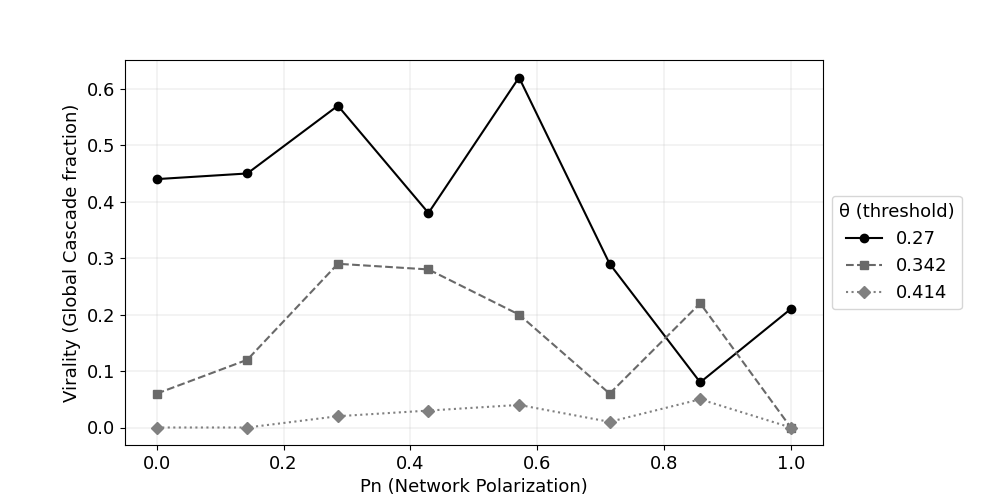 Virality (Global Cascade fraction)
0.6
0.5
0.4
0.3
0.2
0.1
0.0
0.0 0.2 0.4 0.6 0.8 1.0
Pn (Network Polarization)
θ (threshold)
0.27
0.342
0.414